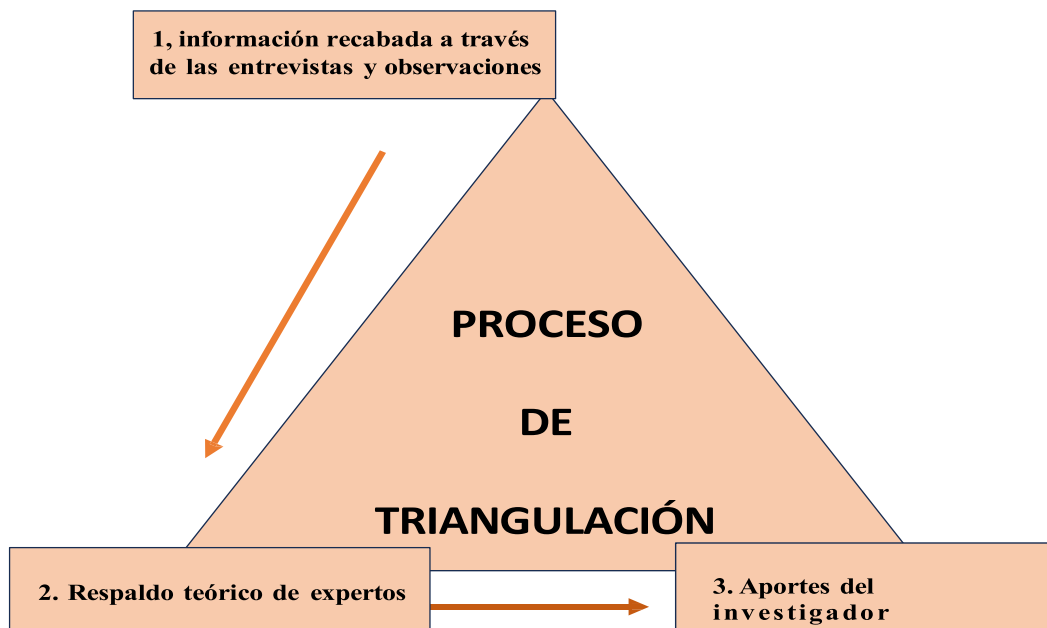 1, información recabada a través
de las entrevistas y observaciones
PROCESO
DE
TRIANGULACIÓN
2. Respaldo teórico de expertos
3. Aportes del
investigador